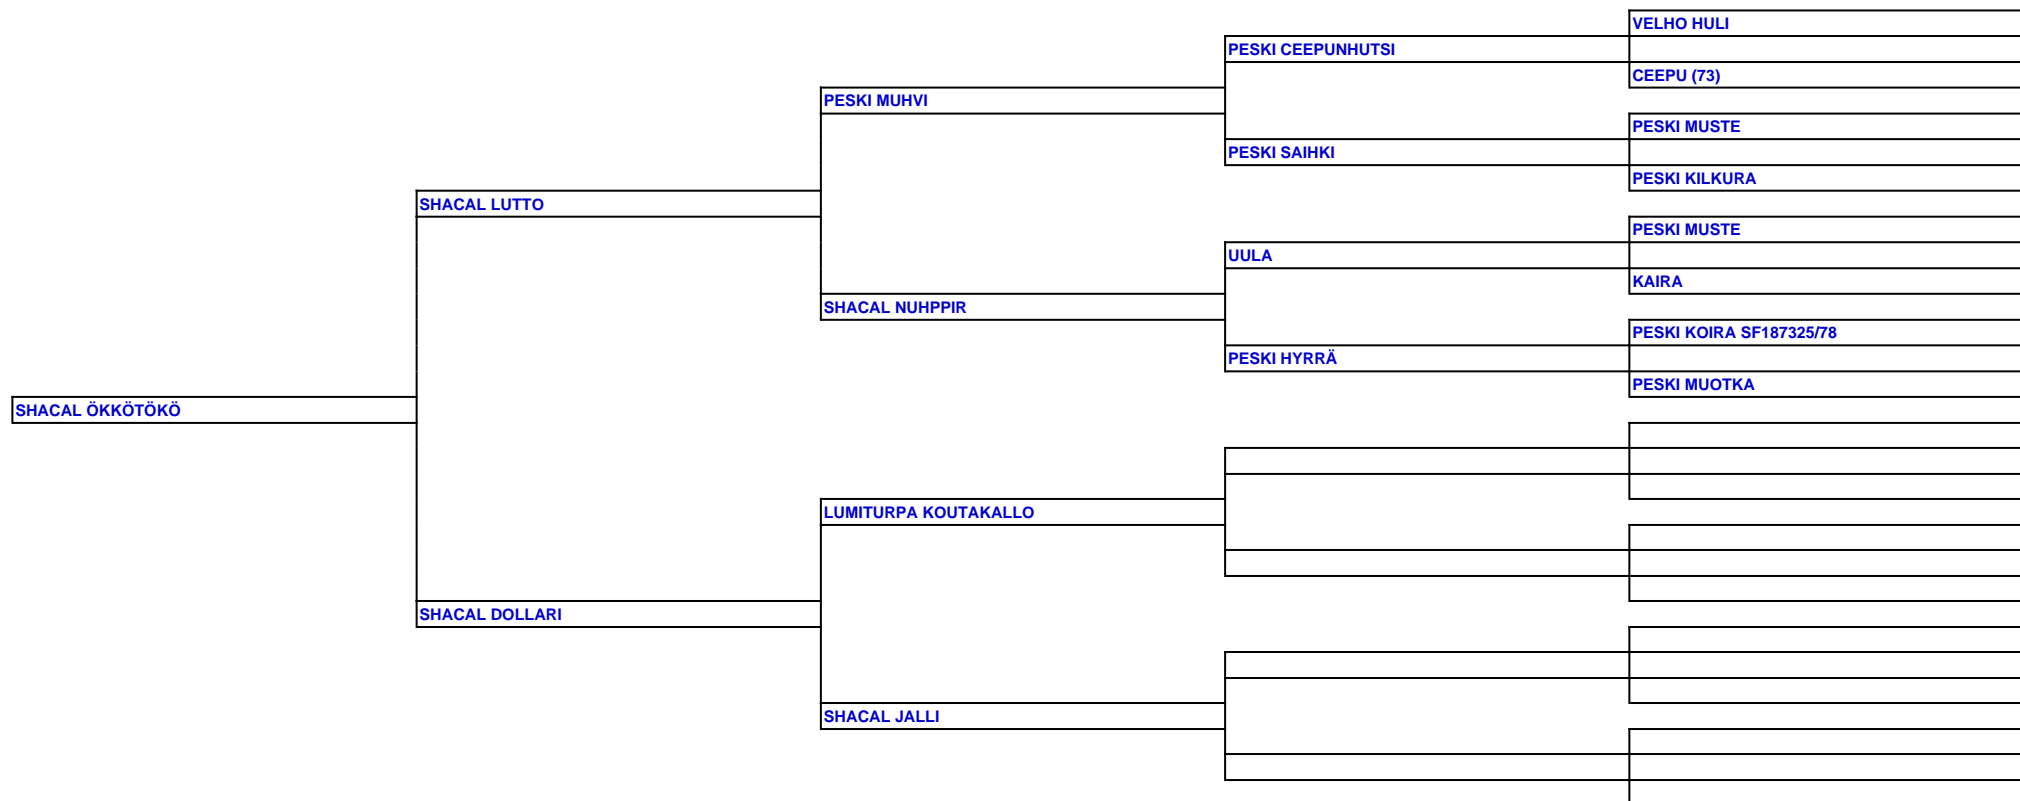 VELHO HULI
PESKI CEEPUNHUTSI
CEEPU (73)
PESKI MUHVI
PESKI MUSTE
PESKI SAIHKI
PESKI KILKURA
SHACAL LUTTO
PESKI MUSTE
UULA
KAIRA
SHACAL NUHPPIR
PESKI KOIRA SF187325/78
PESKI HYRRÄ
PESKI MUOTKA
SHACAL ÖKKÖTÖKÖ
LUMITURPA KOUTAKALLO
SHACAL DOLLARI
SHACAL JALLI